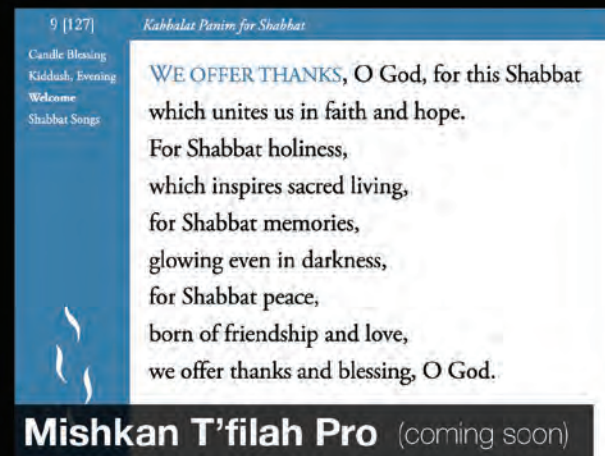 9 [127]
Kabbalat Panim for Shabbat
Candle Blessing
Kiddush, Evening
Welcome
Shabbat Songs
WE OFFER THANKS, O God, for this Shabbat
which unites us in faith and hope.
For Shabbat holiness,
which inspires sacred living,
for Shabbat memories,
glowing even in darkness,
for Shabbat peace,
born of friendship and love,
we offer thanks and blessing, O God.
Mishkan T'filah Pro (coming soon)